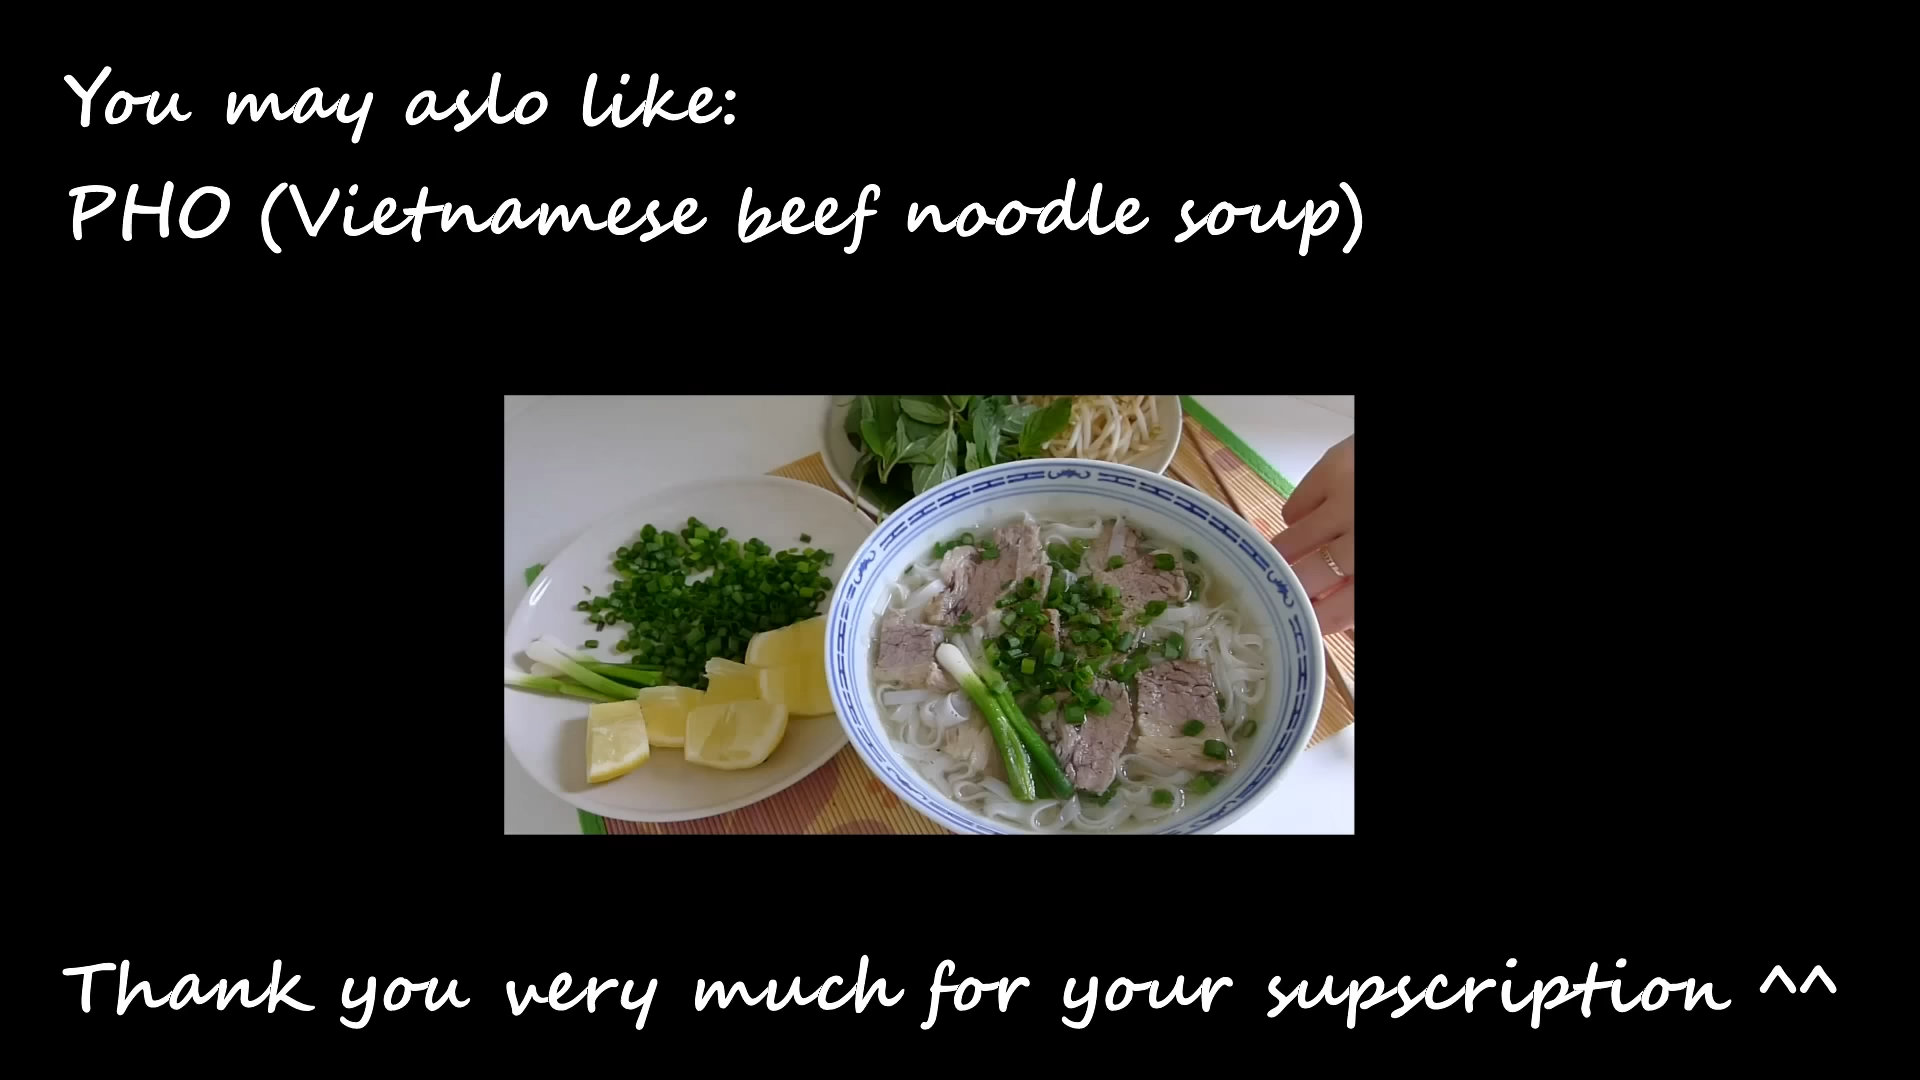 You may aslo like:
PHO (Vietnamese beef noodle soup)
Thank you very much for your supscription ^^